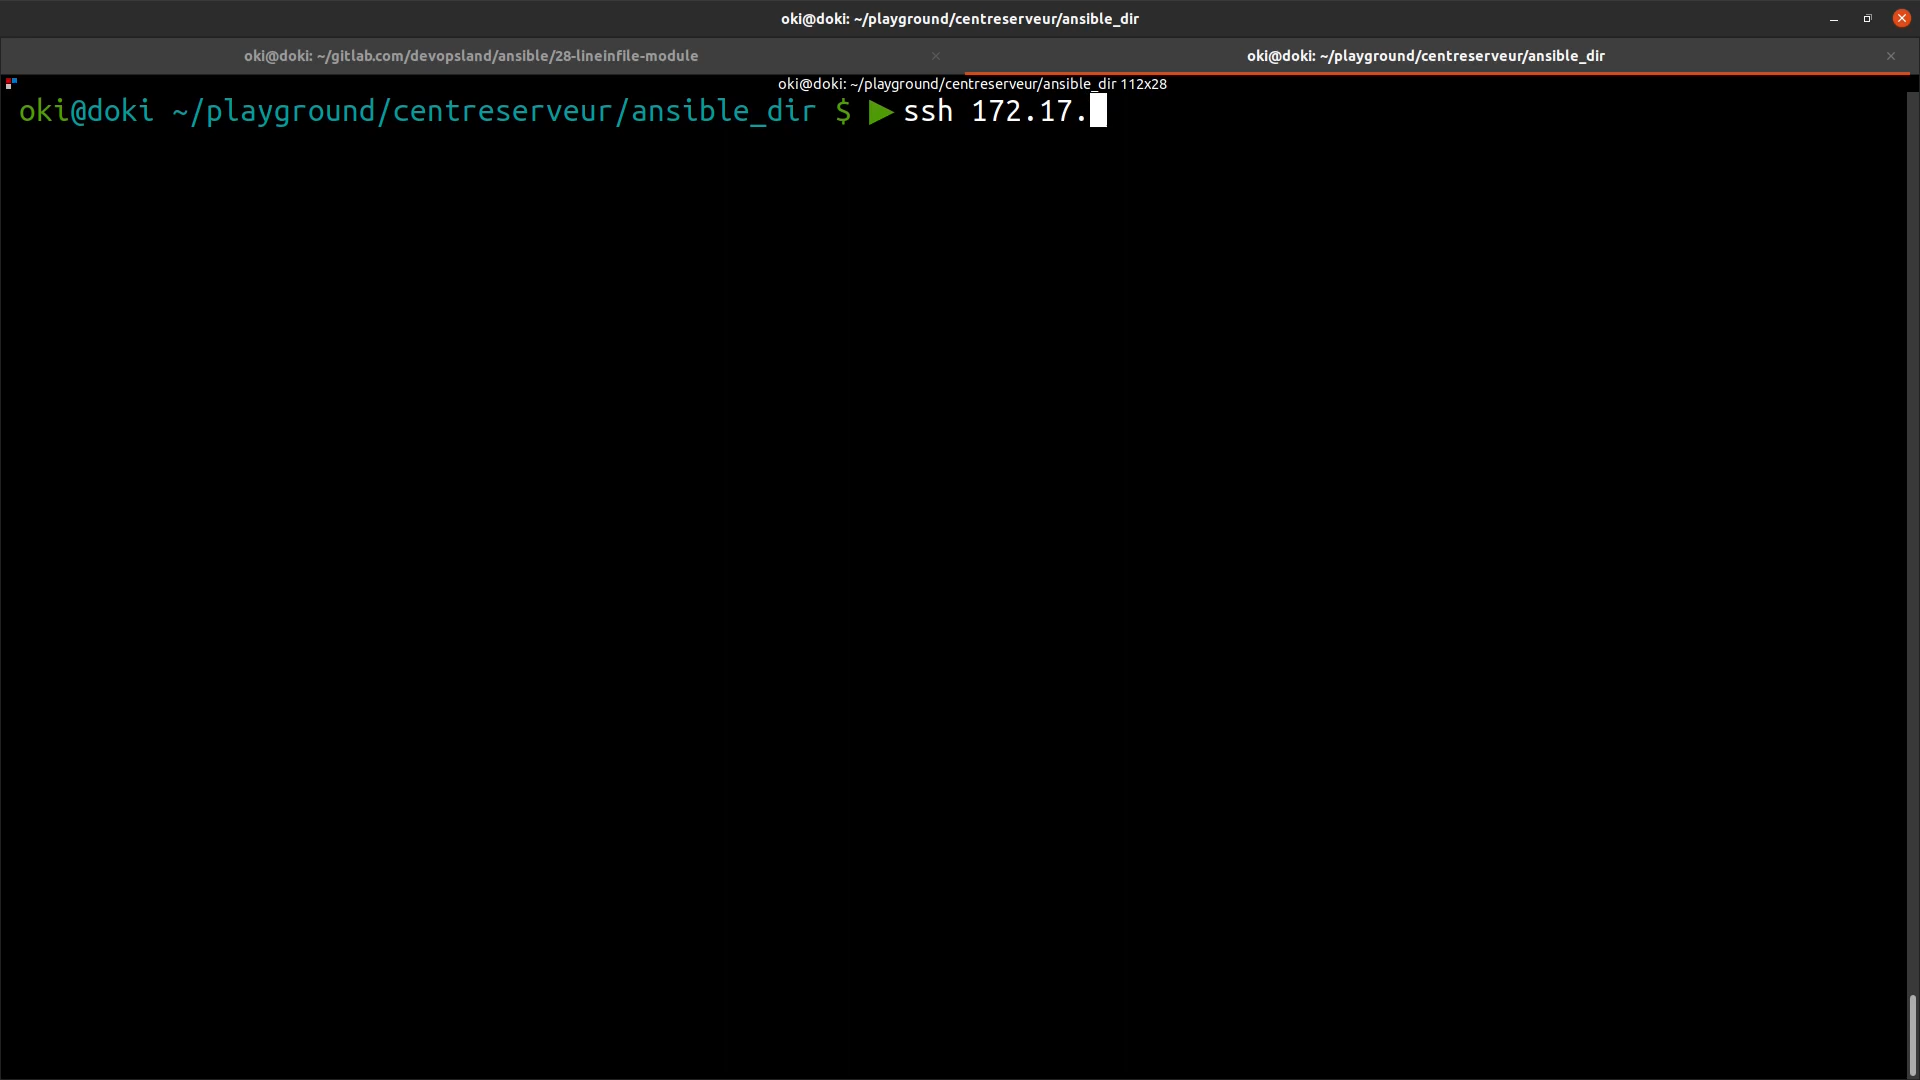 oki@doki: ~/playground/centreserveur/ansible_dir
oki@doki: ~/gitlab.com/devopsland/ansible/28-lineinfile-module
oki@doki: ~/playground/centreserveur/ansible_dir
oki@doki: ~/playground/centreserveur/ansible_dir 112x28
oki@doki ~/playground/centreserveur/ansible_dir $ ▶ ssh 172.17.